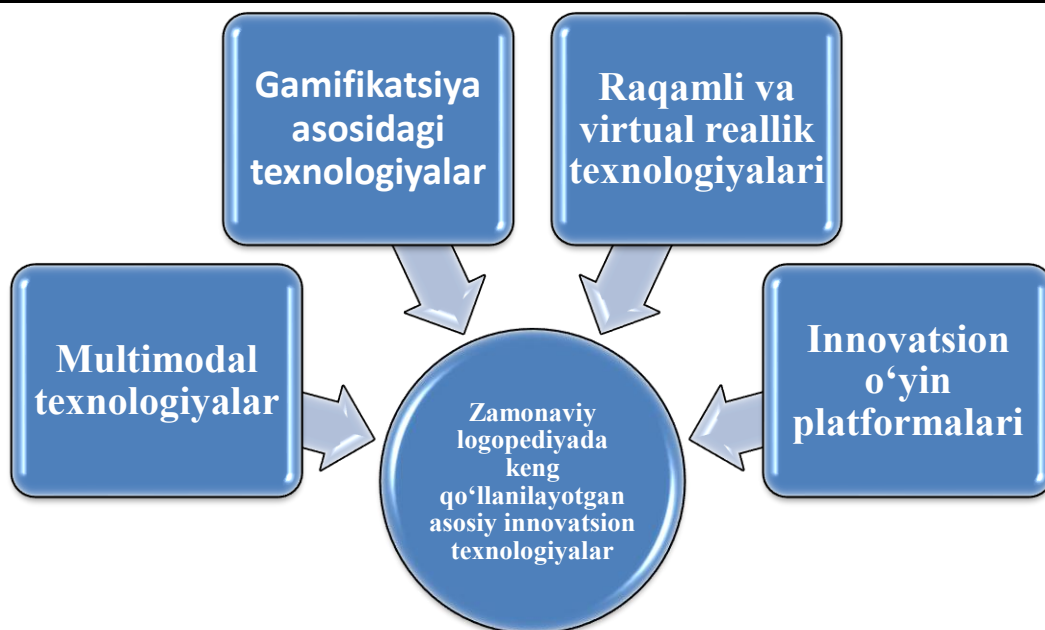 Gamifikatsiya
asosidagi
texnologiyalar
Raqamli va
virtual reallik
texnologiyalari
Multimodal
texnologiyalar
Innovatsion
o‘yin
platformalari
Zamonaviy
logopediyada
keng
qo‘llanilayotgan
asosiy innovatsion
texnologiyalar